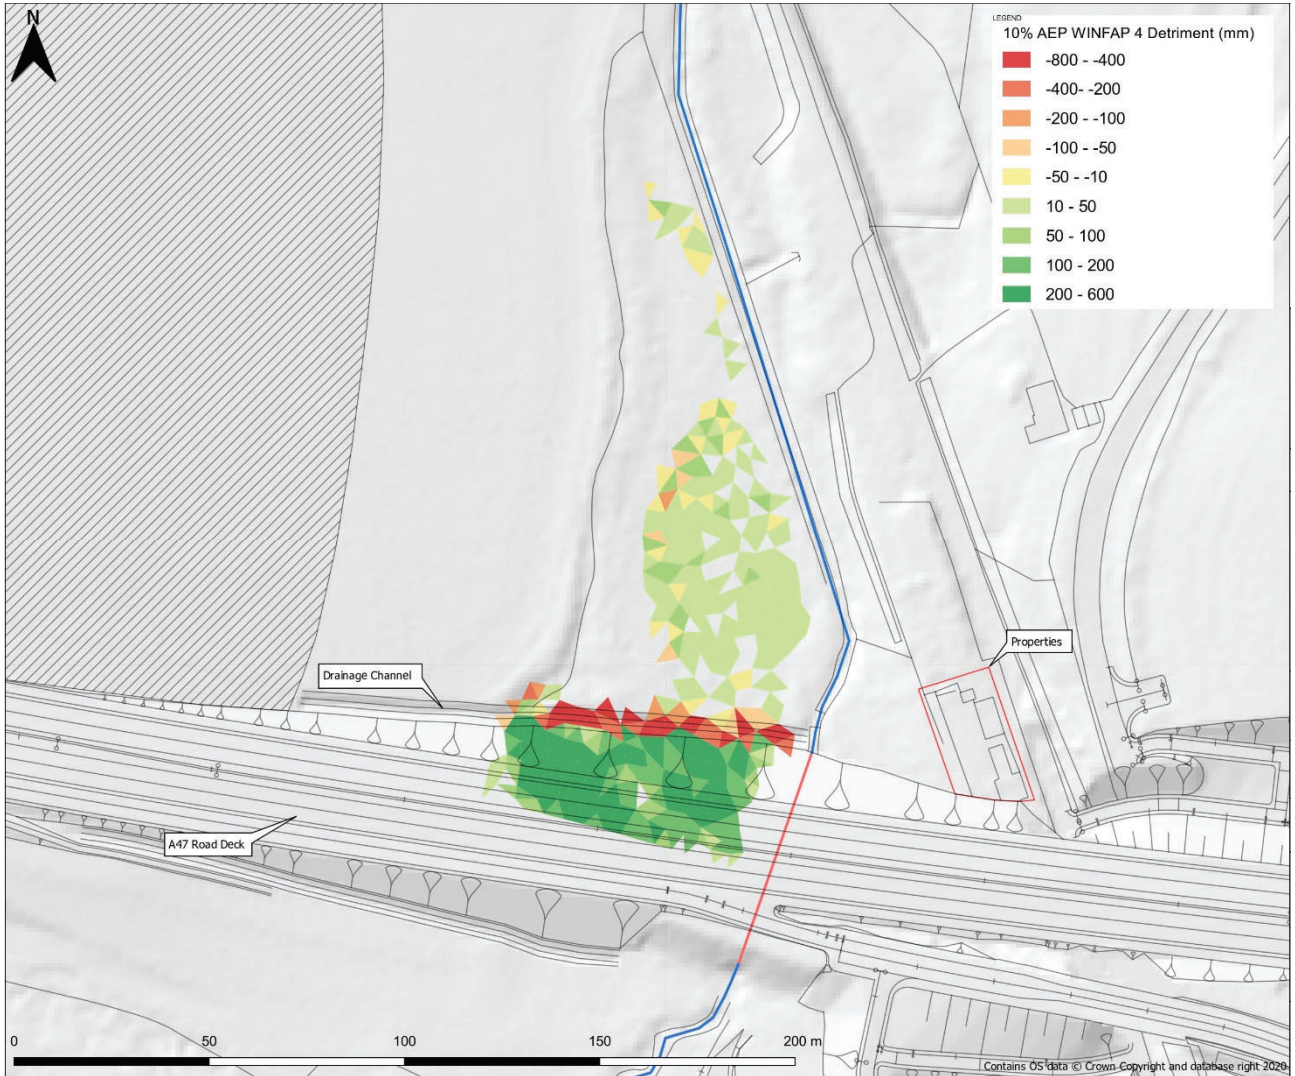 N
LEGEND
10% AEP WINFAP 4 Detriment (mm)
-800 - -400
-400- -200
-200 - -100
-100 - -50
-50 - -10
10 - 50
50 - 100
100 - 200
200 - 600
Properties
Drainage Channel
A47 Road Deck
0 50 100 150 200 m
Contains OS data © Crown Copyright and database right 2020